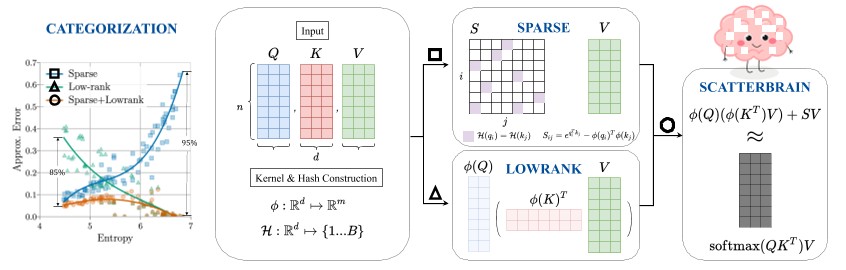 CATEGORIZATION
0.7
0.6
0.5
0.4
0.3
0.2
0.1
0.0
Approx. Error
Sparse
Low-rank
Sparse+Lowrank
85%
95%
4 5 6 7
Entropy
Input
Q K V
n , ,
d
Kernel & Hash Construction
ϕ : ℝ^d ↦ ℝ^m
ℋ : ℝ^d ↦ {1...B}
S SPARSE V
i
j
ℋ(q_i) = ℋ(k_j) S_ij = e^{q_i^⊤ k_j} − ϕ(q_i)^T ϕ(k_j)
ϕ(Q) LOWRANK V
ϕ(K)^T
( )
SCATTERBRAIN
ϕ(Q)(ϕ(K^T)V) + SV
≈
softmax(QK^T)V